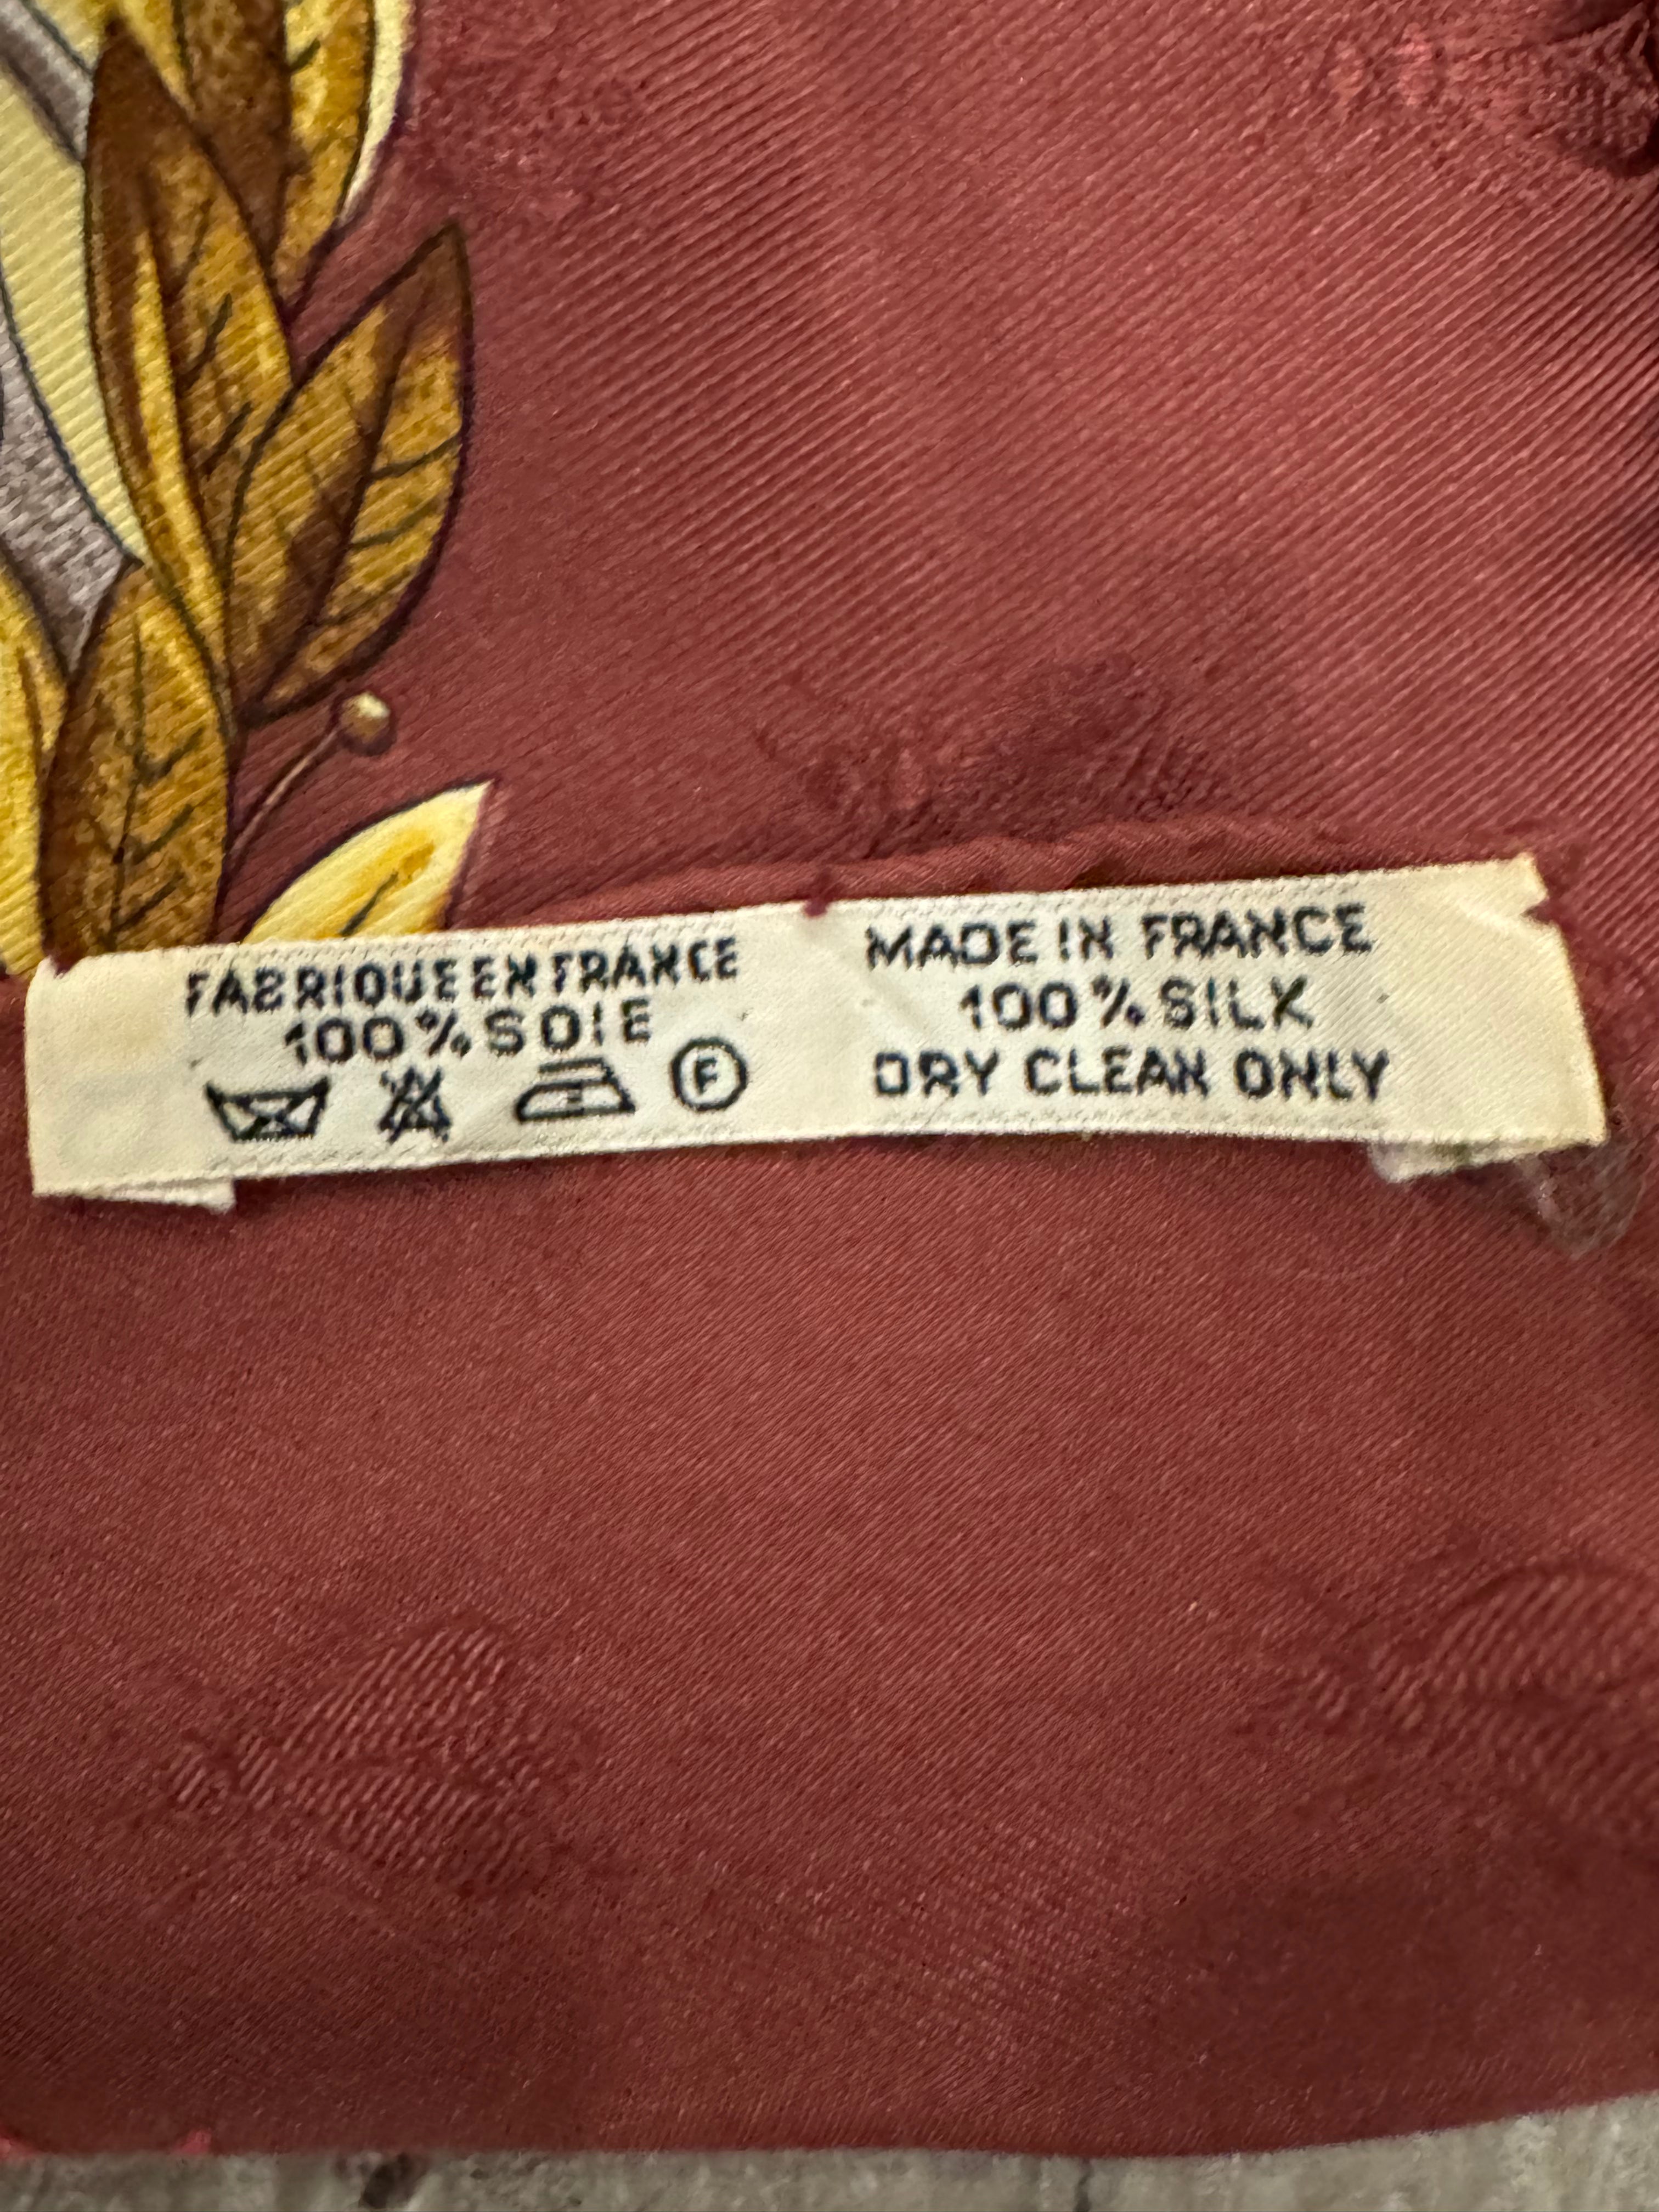 FABRIQUE EN FRANCE
100% SOIE
F
MADE IN FRANCE
100% SILK
DRY CLEAN ONLY